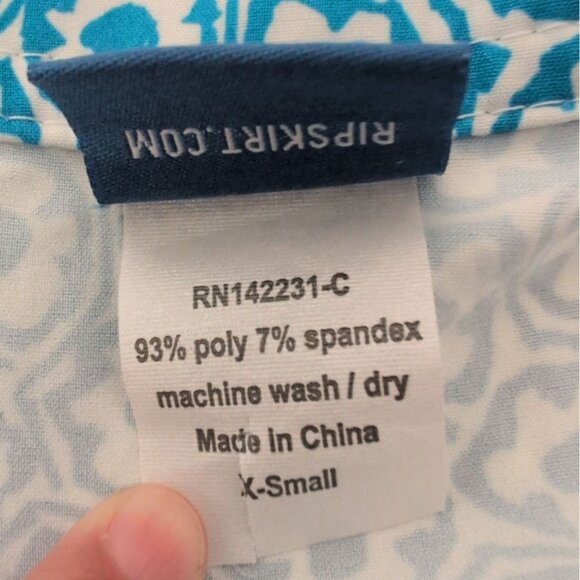 RIPSKIRT.COM
RN142231-C
93% poly 7% spandex
machine wash / dry
Made in China
X-Small